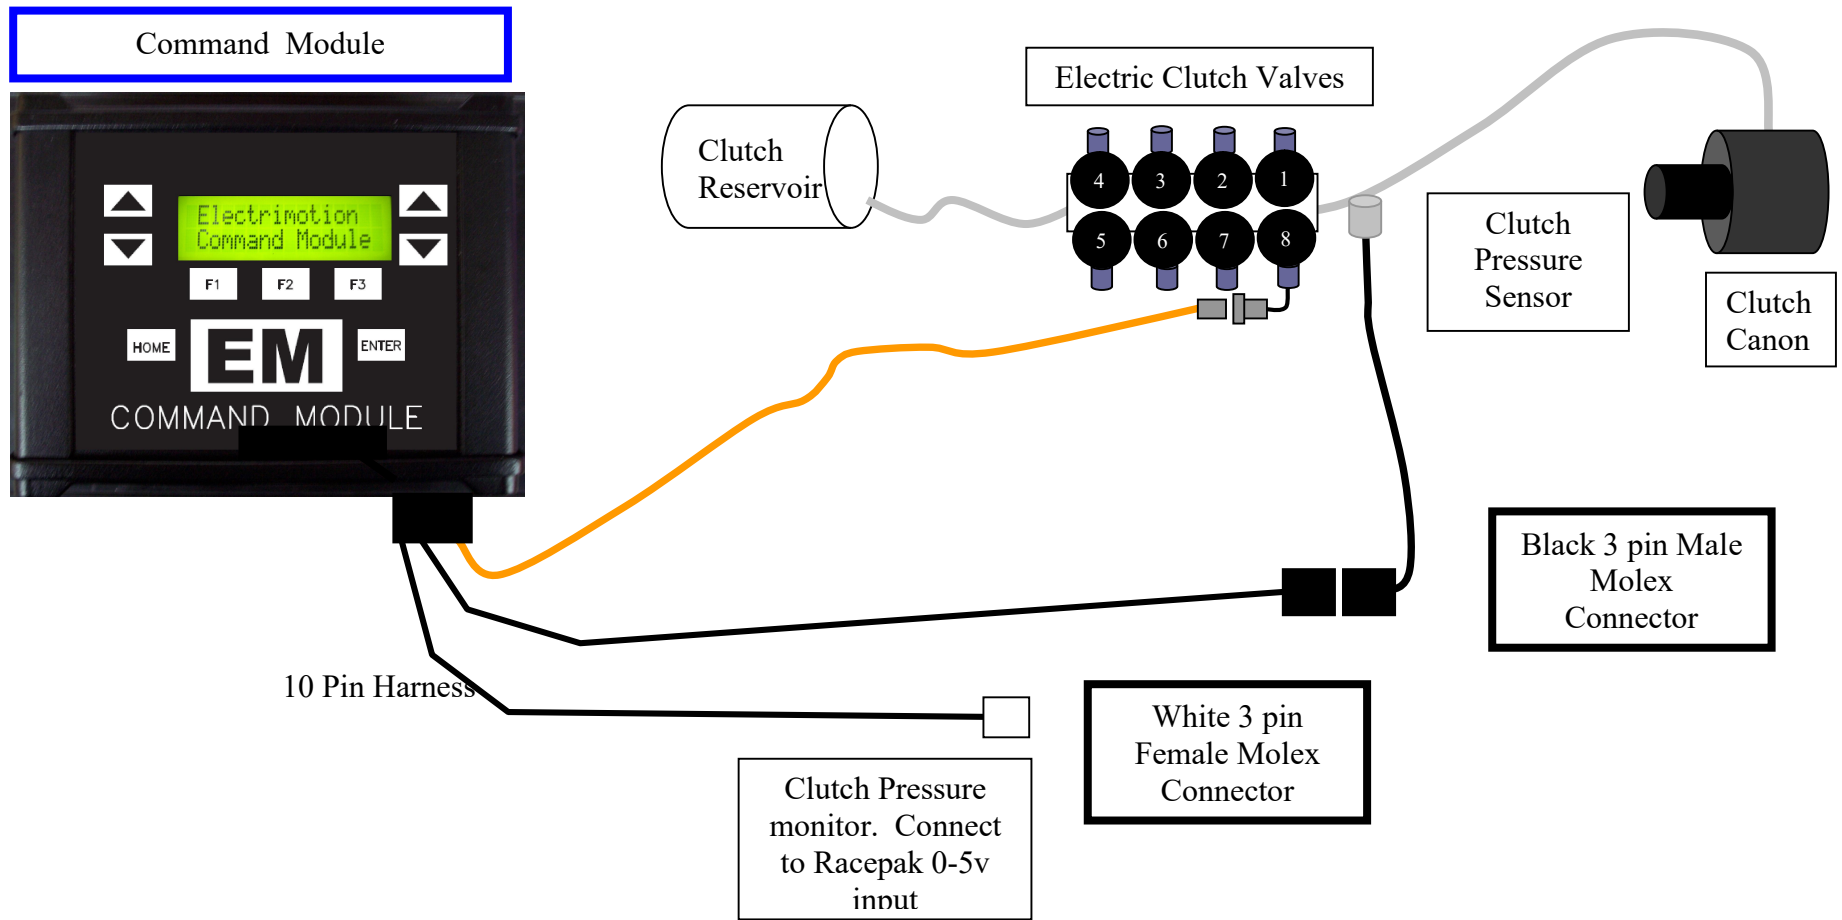 Command Module
Electrimotion
Command Module
F1
F2
F3
HOME
EM
ENTER
COMMAND MODULE
10 Pin Harness
Clutch
Reservoir
Electric Clutch Valves
4
3
2
1
5
6
7
8
Clutch
Pressure
Sensor
Clutch
Canon
Black 3 pin Male
Molex
Connector
White 3 pin
Female Molex
Connector
Clutch Pressure
monitor. Connect
to Racepak 0-5v
input